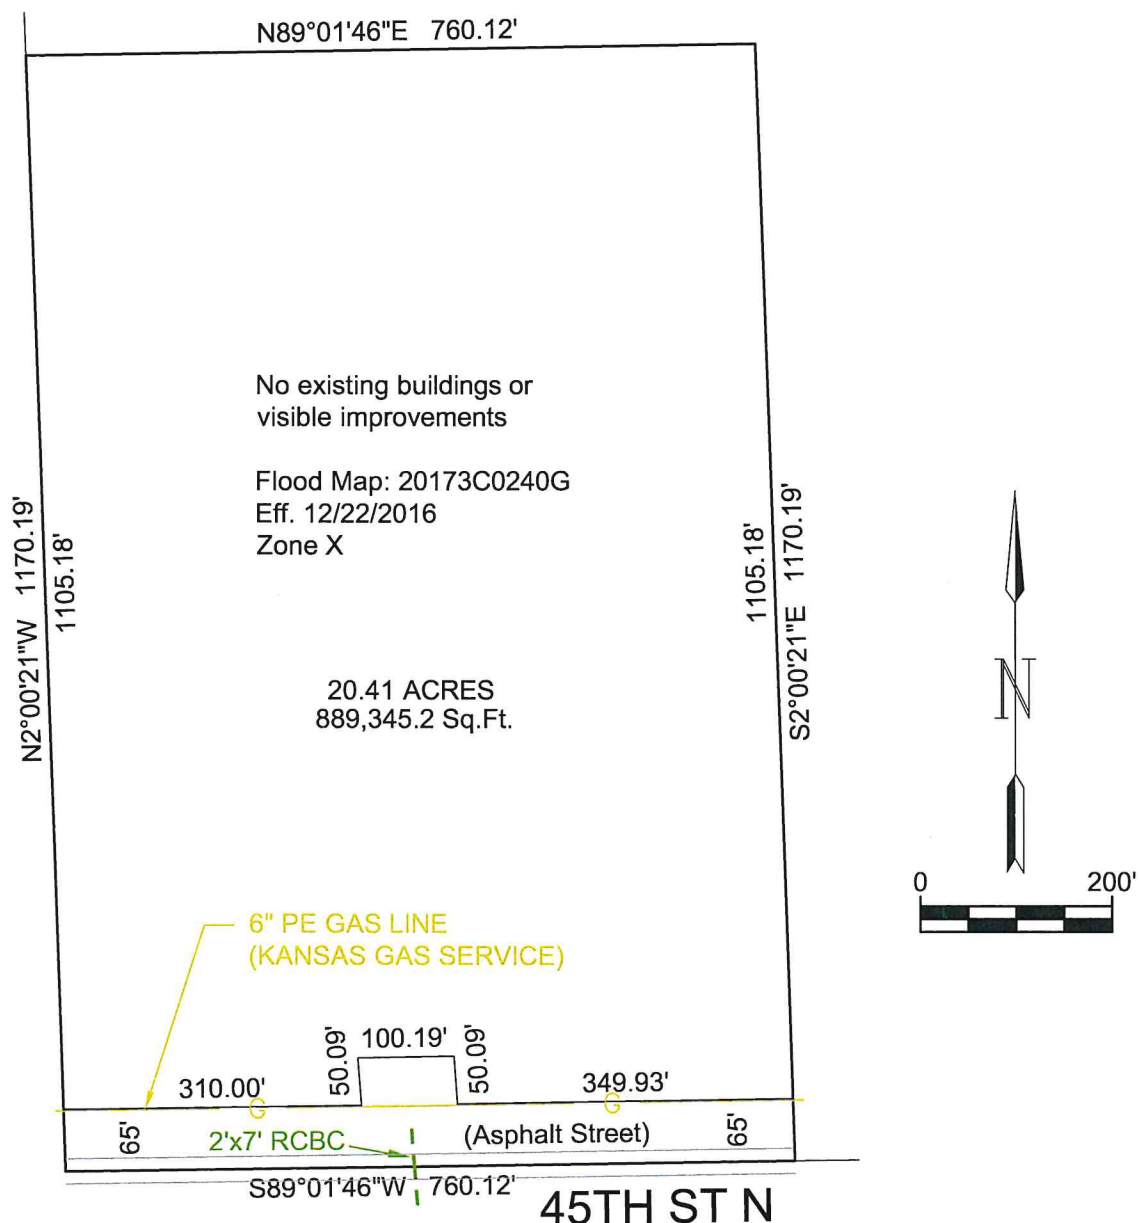 N89°01'46"E 760.12'
No existing buildings or
visible improvements
Flood Map: 20173C0240G
Eff. 12/22/2016
Zone X
N2°00'21"W 1170.19'
1105.18'
1105.18'
S2°00'21"E 1170.19'
20.41 ACRES
889,345.2 Sq.Ft.
N
0 200'
6" PE GAS LINE
(KANSAS GAS SERVICE)
50.09' 100.19' 50.09'
310.00' 349.93'
G G
65' 2'x7' RCBC (Asphalt Street) 65'
S89°01'46"W 760.12'
45TH ST N